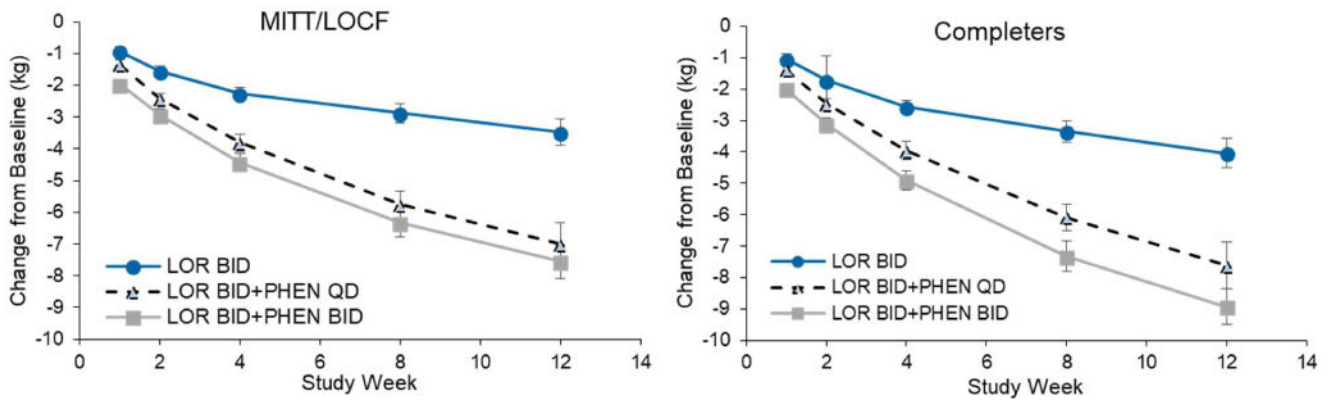 MITT/LOCF
0
-1
-2
-3
-4
-5
-6
-7
-8
-9
-10
Change from Baseline (kg)
LOR BID
LOR BID+PHEN QD
LOR BID+PHEN BID
0 2 4 6 8 10 12 14
Study Week
Completers
0
-1
-2
-3
-4
-5
-6
-7
-8
-9
-10
Change from Baseline (kg)
LOR BID
LOR BID+PHEN QD
LOR BID+PHEN BID
0 2 4 6 8 10 12 14
Study Week